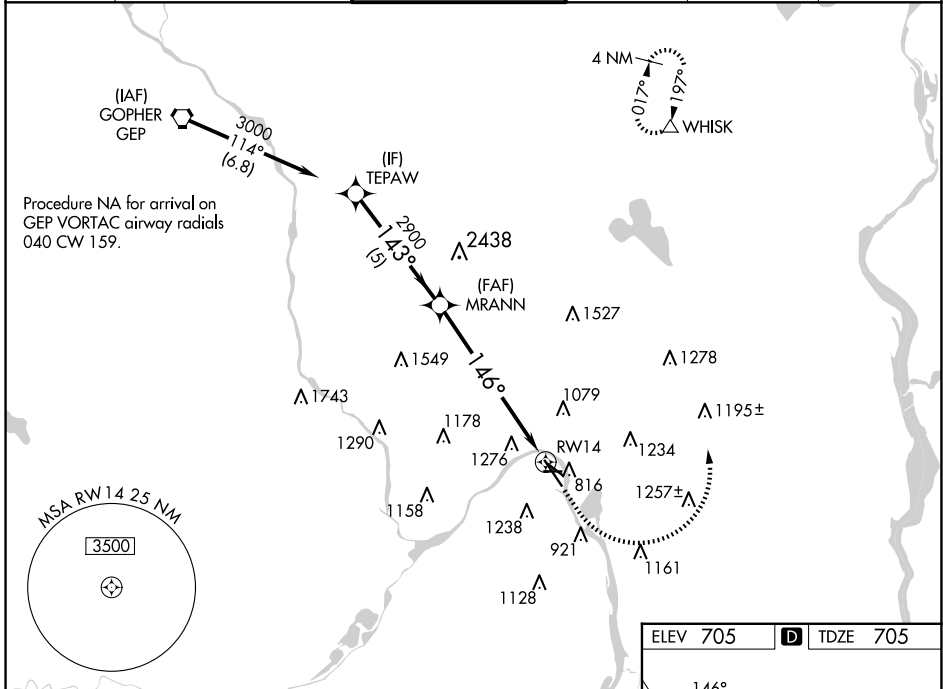 4 NM
017°
197°
WHISK
(IAF)
GOPHER
GEP
3000
114°
(6.8)
(IF)
TEPAW
Procedure NA for arrival on
GEP VORTAC airway radials
040 CW 159.
2900
143°
(5)
2438
(FAF)
MRANN
1527
1549
1278
146°
1743
1079
1195±
1290
1178
1276
RW14
1234
816
1158
1257±
1238
921
1161
1128
MSA RW14 25 NM
3500
ELEV 705 D TDZE 705
146°